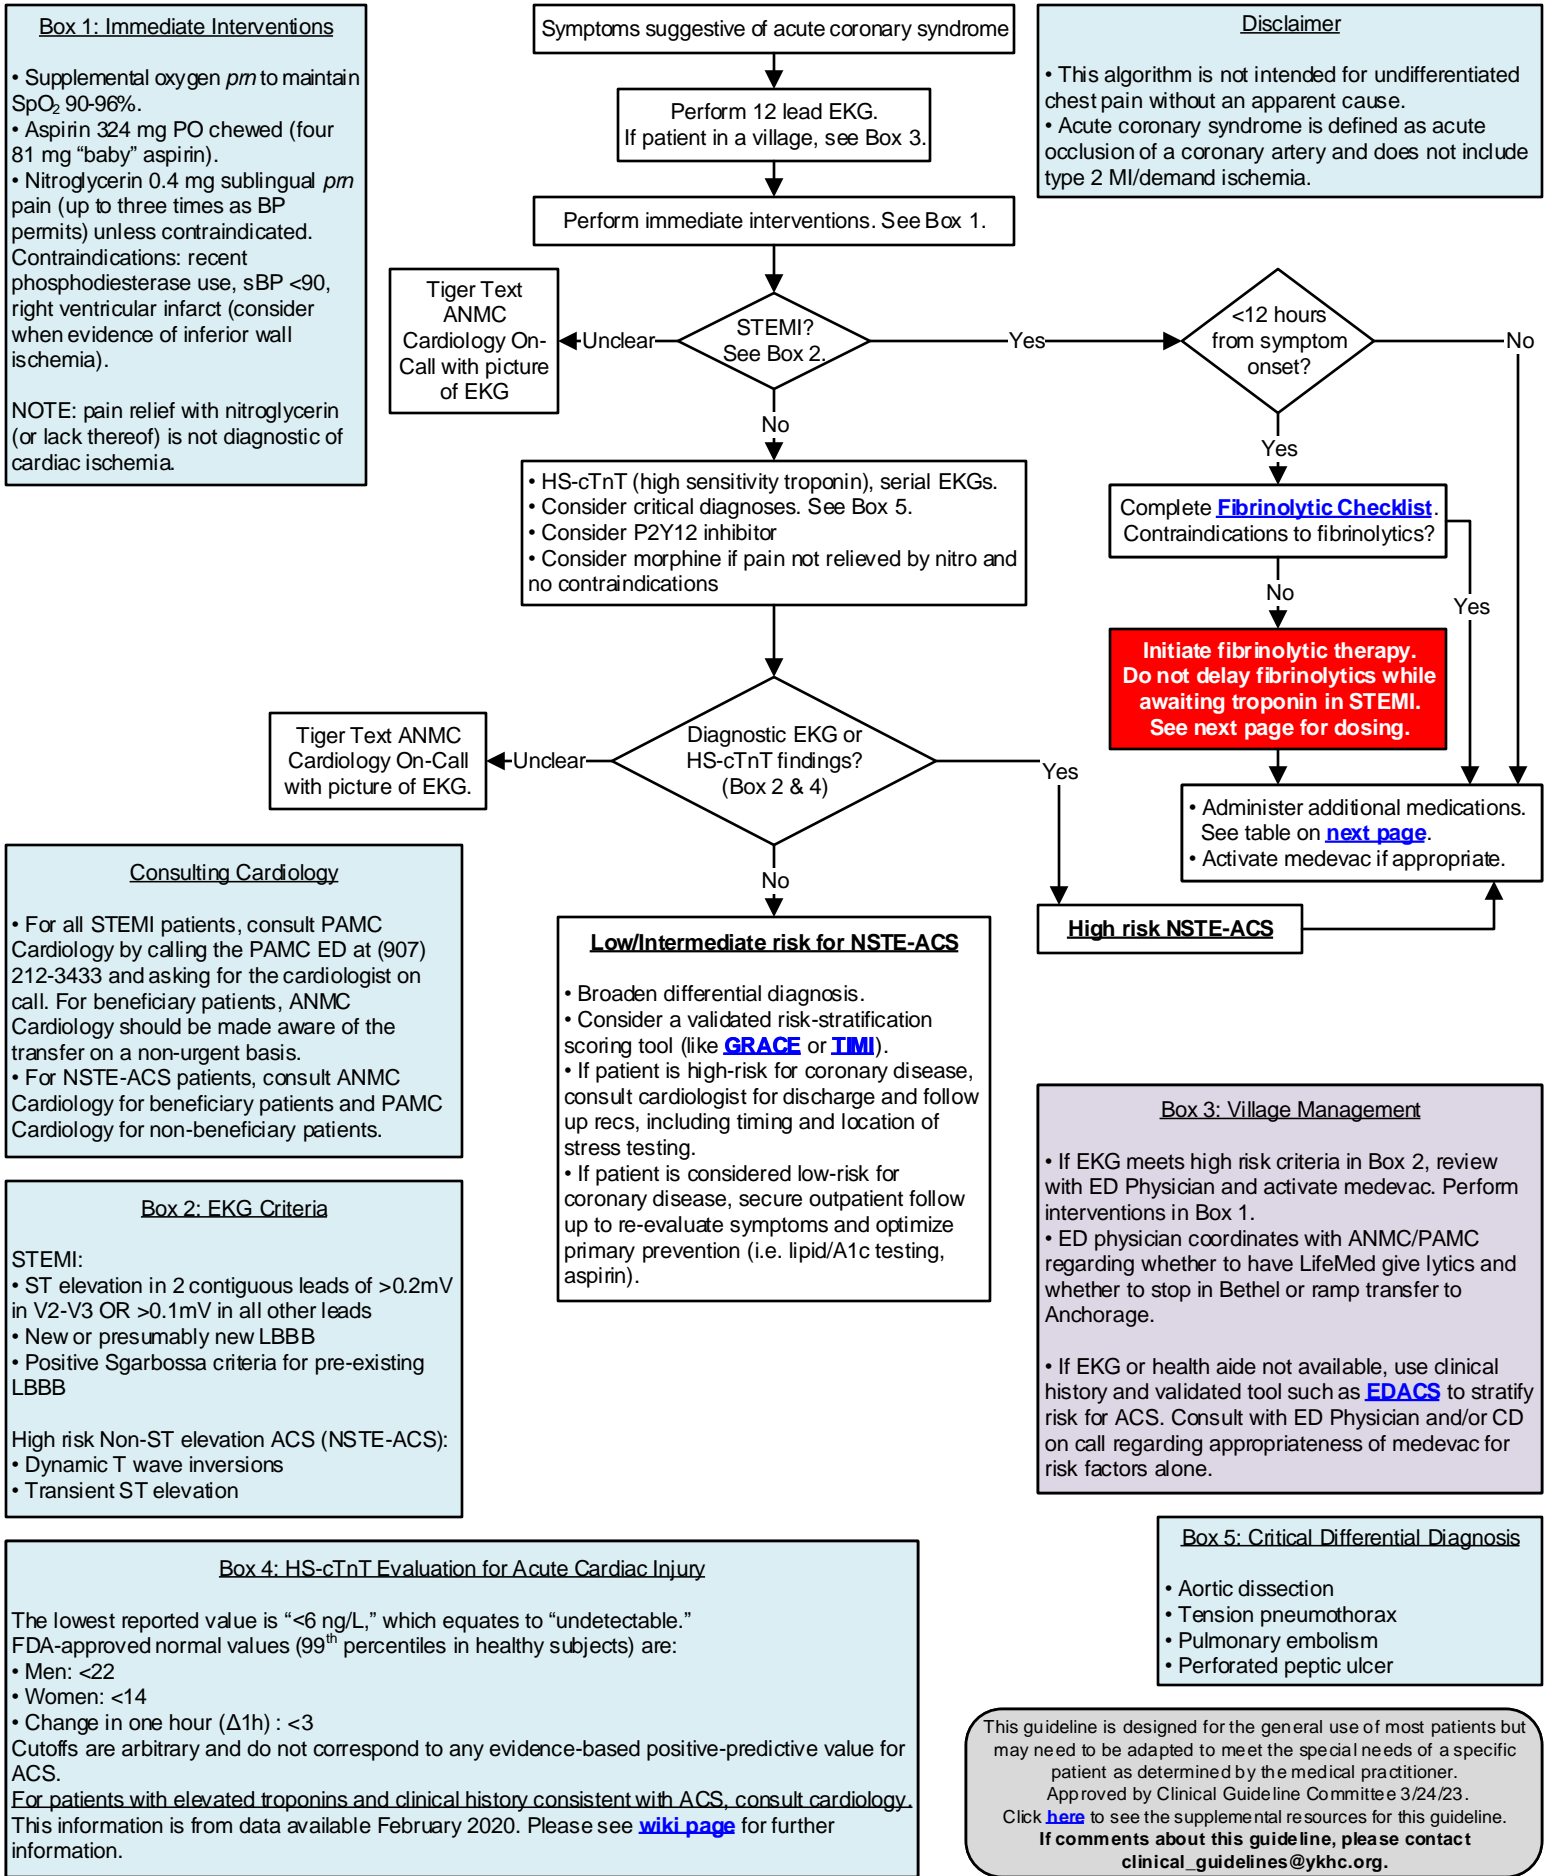 Box 1: Immediate Interventions
• Supplemental oxygen prn to maintain
SpO2 90-96%.
• Aspirin 324 mg PO chewed (four
81 mg “baby” aspirin).
• Nitroglycerin 0.4 mg sublingual prn
pain (up to three times as BP
permits) unless contraindicated.
Contraindications: recent
phosphodiesterase use, sBP <90,
right ventricular infarct (consider
when evidence of inferior wall
ischemia).
NOTE: pain relief with nitroglycerin
(or lack thereof) is not diagnostic of
cardiac ischemia.
Symptoms suggestive of acute coronary syndrome
Perform 12 lead EKG.
If patient in a village, see Box 3.
Perform immediate interventions. See Box 1.
Disclaimer
• This algorithm is not intended for undifferentiated
chest pain without an apparent cause.
• Acute coronary syndrome is defined as acute
occlusion of a coronary artery and does not include
type 2 MI/demand ischemia.
Tiger Text
ANMC
Cardiology On-
Call with picture
of EKG
Unclear
STEMI?
See Box 2.
Yes
<12 hours
from symptom
onset?
No
No
Yes
• HS-cTnT (high sensitivity troponin), serial EKGs.
• Consider critical diagnoses. See Box 5.
• Consider P2Y12 inhibitor
• Consider morphine if pain not relieved by nitro and
no contraindications
Complete Fibrinolytic Checklist.
Contraindications to fibrinolytics?
No
Yes
Initiate fibrinolytic therapy.
Do not delay fibrinolytics while
awaiting troponin in STEMI.
See next page for dosing.
Tiger Text ANMC
Cardiology On-Call
with picture of EKG.
Unclear
Diagnostic EKG or
HS-cTnT findings?
(Box 2 & 4)
Yes
• Administer additional medications.
See table on next page.
• Activate medevac if appropriate.
No
High risk NSTE-ACS
Consulting Cardiology
• For all STEMI patients, consult PAMC
Cardiology by calling the PAMC ED at (907)
212-3433 and asking for the cardiologist on
call. For beneficiary patients, ANMC
Cardiology should be made aware of the
transfer on a non-urgent basis.
• For NSTE-ACS patients, consult ANMC
Cardiology for beneficiary patients and PAMC
Cardiology for non-beneficiary patients.
Low/Intermediate risk for NSTE-ACS
• Broaden differential diagnosis.
• Consider a validated risk-stratification
scoring tool (like GRACE or TIMI).
• If patient is high-risk for coronary disease,
consult cardiologist for discharge and follow
up recs, including timing and location of
stress testing.
• If patient is considered low-risk for
coronary disease, secure outpatient follow
up to re-evaluate symptoms and optimize
primary prevention (i.e. lipid/A1c testing,
aspirin).
Box 2: EKG Criteria
STEMI:
• ST elevation in 2 contiguous leads of >0.2mV
in V2-V3 OR >0.1mV in all other leads
• New or presumably new LBBB
• Positive Sgarbossa criteria for pre-existing
LBBB
High risk Non-ST elevation ACS (NSTE-ACS):
• Dynamic T wave inversions
• Transient ST elevation
Box 3: Village Management
• If EKG meets high risk criteria in Box 2, review
with ED Physician and activate medevac. Perform
interventions in Box 1.
• ED physician coordinates with ANMC/PAMC
regarding whether to have LifeMed give lytics and
whether to stop in Bethel or ramp transfer to
Anchorage.
• If EKG or health aide not available, use clinical
history and validated tool such as EDACS to stratify
risk for ACS. Consult with ED Physician and/or CD
on call regarding appropriateness of medevac for
risk factors alone.
Box 4: HS-cTnT Evaluation for Acute Cardiac Injury
The lowest reported value is “<6 ng/L,” which equates to “undetectable.”
FDA-approved normal values (99th percentiles in healthy subjects) are:
• Men: <22
• Women: <14
• Change in one hour (Δ1h) : <3
Cutoffs are arbitrary and do not correspond to any evidence-based positive-predictive value for
ACS.
For patients with elevated troponins and clinical history consistent with ACS, consult cardiology.
This information is from data available February 2020. Please see wiki page for further
information.
Box 5: Critical Differential Diagnosis
• Aortic dissection
• Tension pneumothorax
• Pulmonary embolism
• Perforated peptic ulcer
This guideline is designed for the general use of most patients but
may need to be adapted to meet the special needs of a specific
patient as determined by the medical practitioner.
Approved by Clinical Guideline Committee 3/24/23.
Click here to see the supplemental resources for this guideline.
If comments about this guideline, please contact
clinical_guidelines@ykhc.org.